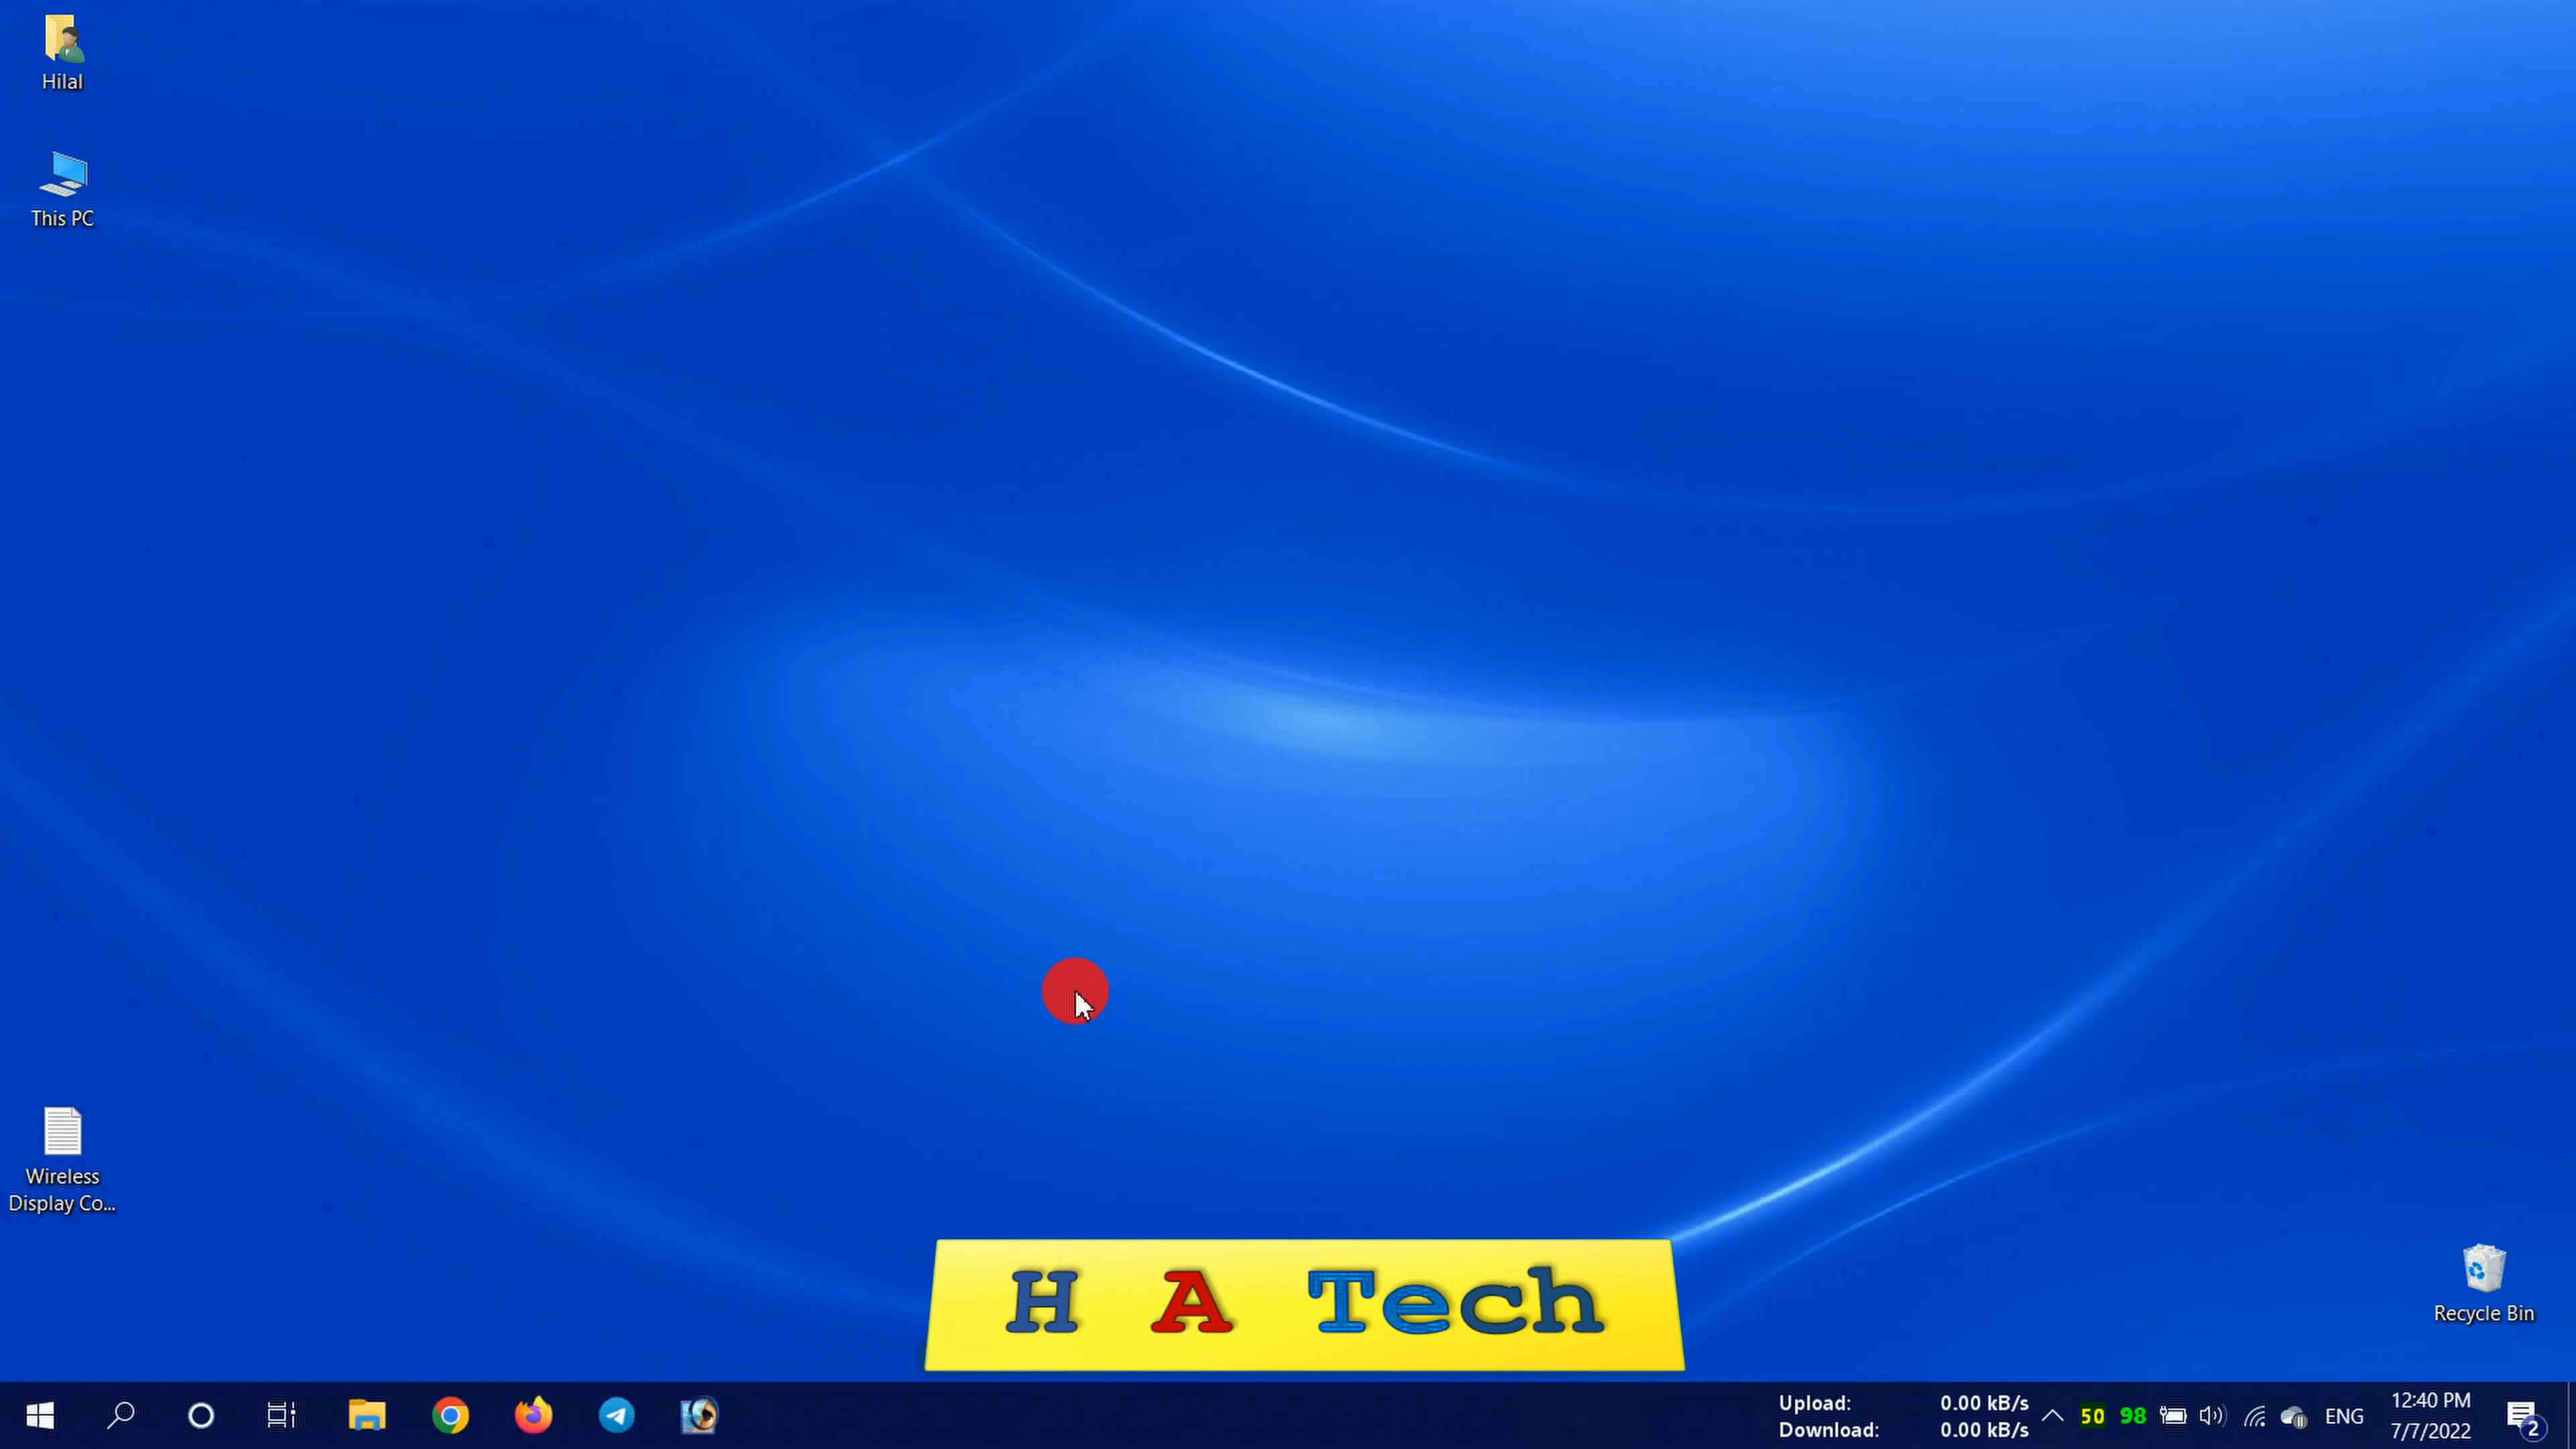 Hilal
This PC
Wireless
Display Co...
Recycle Bin
H A Tech
Upload: 0.00 kB/s
Download: 0.00 kB/s
50
98
ENG
12:40 PM
7/7/2022
2